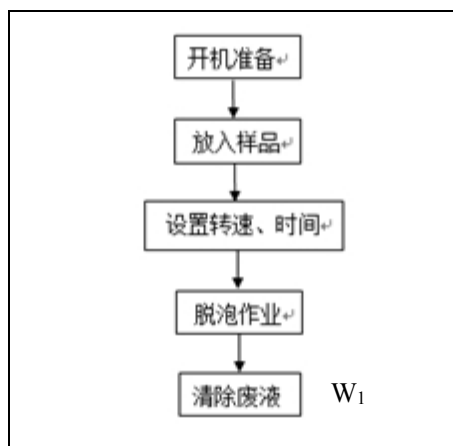 开机准备↵
放入样品↵
设置转速、时间↵
脱泡作业↵
清除废液 W₁